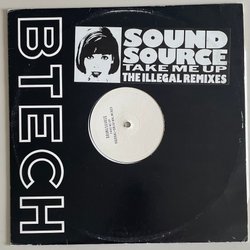 BTECH
SOUND
SOURCE
TAKE ME UP
THE ILLEGAL REMIXES